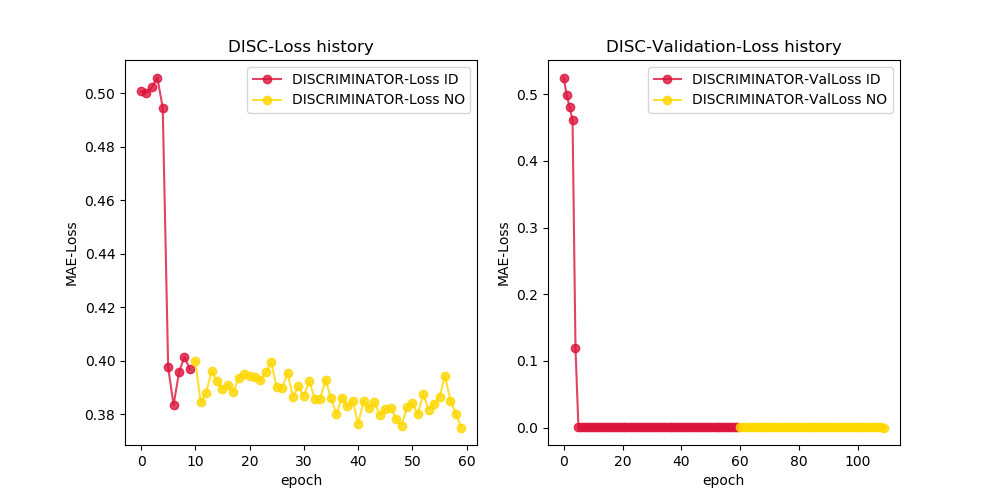 DISC-Loss history
DISCRIMINATOR-Loss ID
DISCRIMINATOR-Loss NO
MAE-Loss
0.50
0.48
0.46
0.44
0.42
0.40
0.38
0 10 20 30 40 50 60
epoch
DISC-Validation-Loss history
DISCRIMINATOR-ValLoss ID
DISCRIMINATOR-ValLoss NO
MAE-Loss
0.5
0.4
0.3
0.2
0.1
0.0
0 20 40 60 80 100
epoch